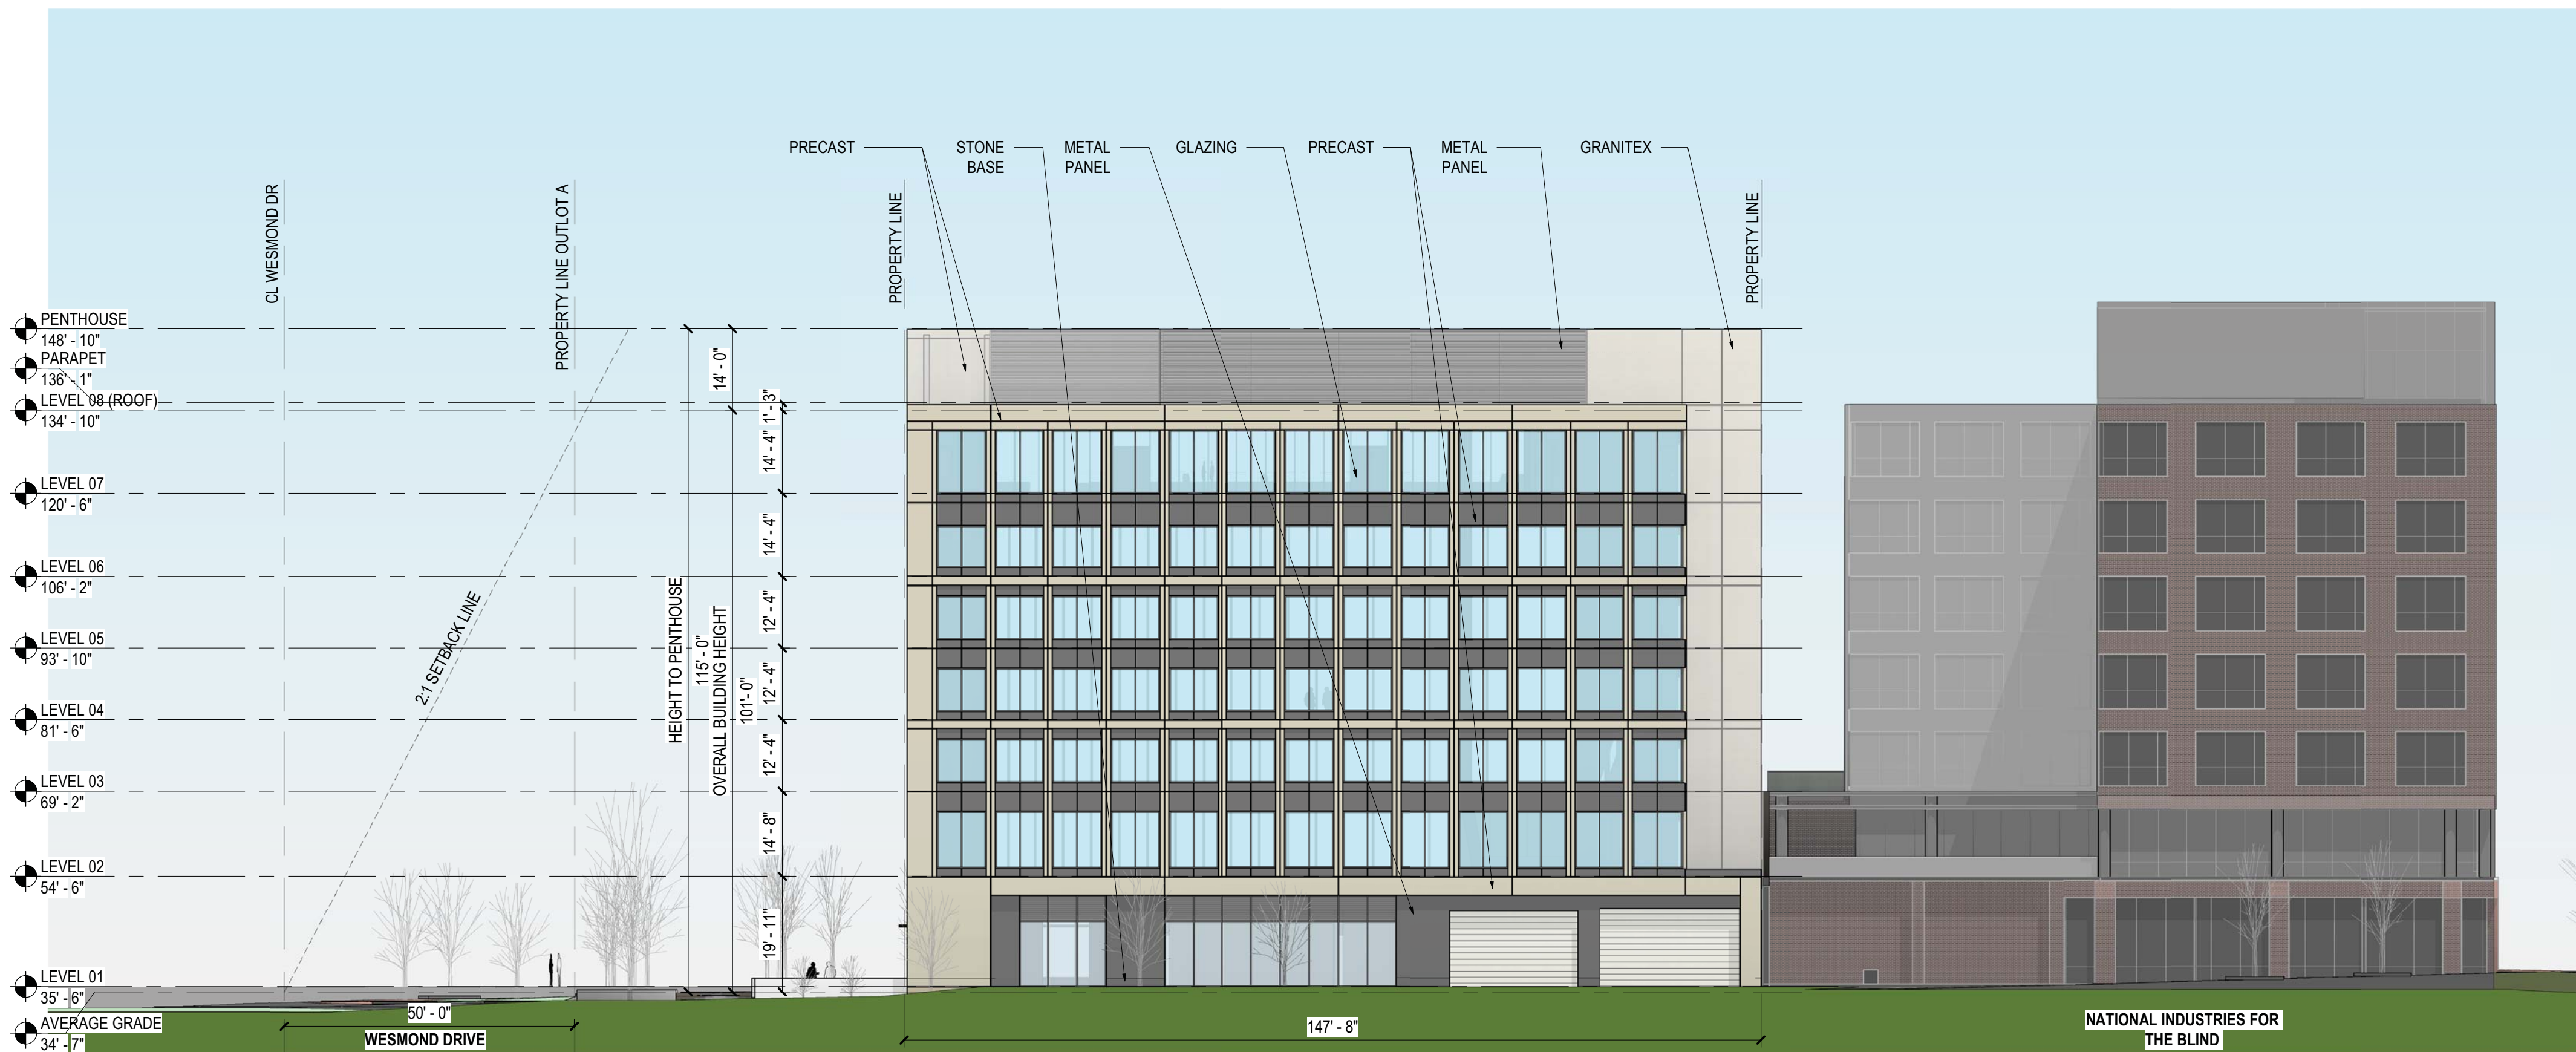 PRECAST
STONE
BASE
METAL
PANEL
GLAZING
PRECAST
METAL
PANEL
GRANITEX
CL WESMOND DR
PROPERTY LINE OUTLOT A
PROPERTY LINE
PROPERTY LINE
PENTHOUSE
148' - 10"
PARAPET
136' - 1"
LEVEL 08 (ROOF)
134' - 10"
LEVEL 07
120' - 6"
LEVEL 06
106' - 2"
LEVEL 05
93' - 10"
LEVEL 04
81' - 6"
LEVEL 03
69' - 2"
LEVEL 02
54' - 6"
LEVEL 01
35' - 6"
AVERAGE GRADE
34' - 7"
2:1 SETBACK LINE
HEIGHT TO PENTHOUSE
115' - 0"
OVERALL BUILDING HEIGHT
101'- 0"
14' - 0"
1' - 3"
14' - 4"
14' - 4"
12' - 4"
12' - 4"
12' - 4"
14' - 8"
19' - 11"
50' - 0"
WESMOND DRIVE
147' - 8"
NATIONAL INDUSTRIES FOR
THE BLIND